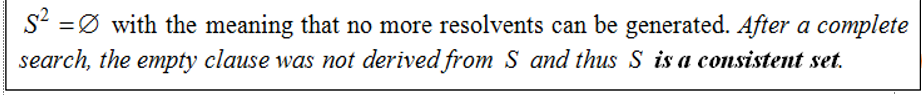 S² = ∅ with the meaning that no more resolvents can be generated. After a complete
search, the empty clause was not derived from S and thus S is a consistent set.